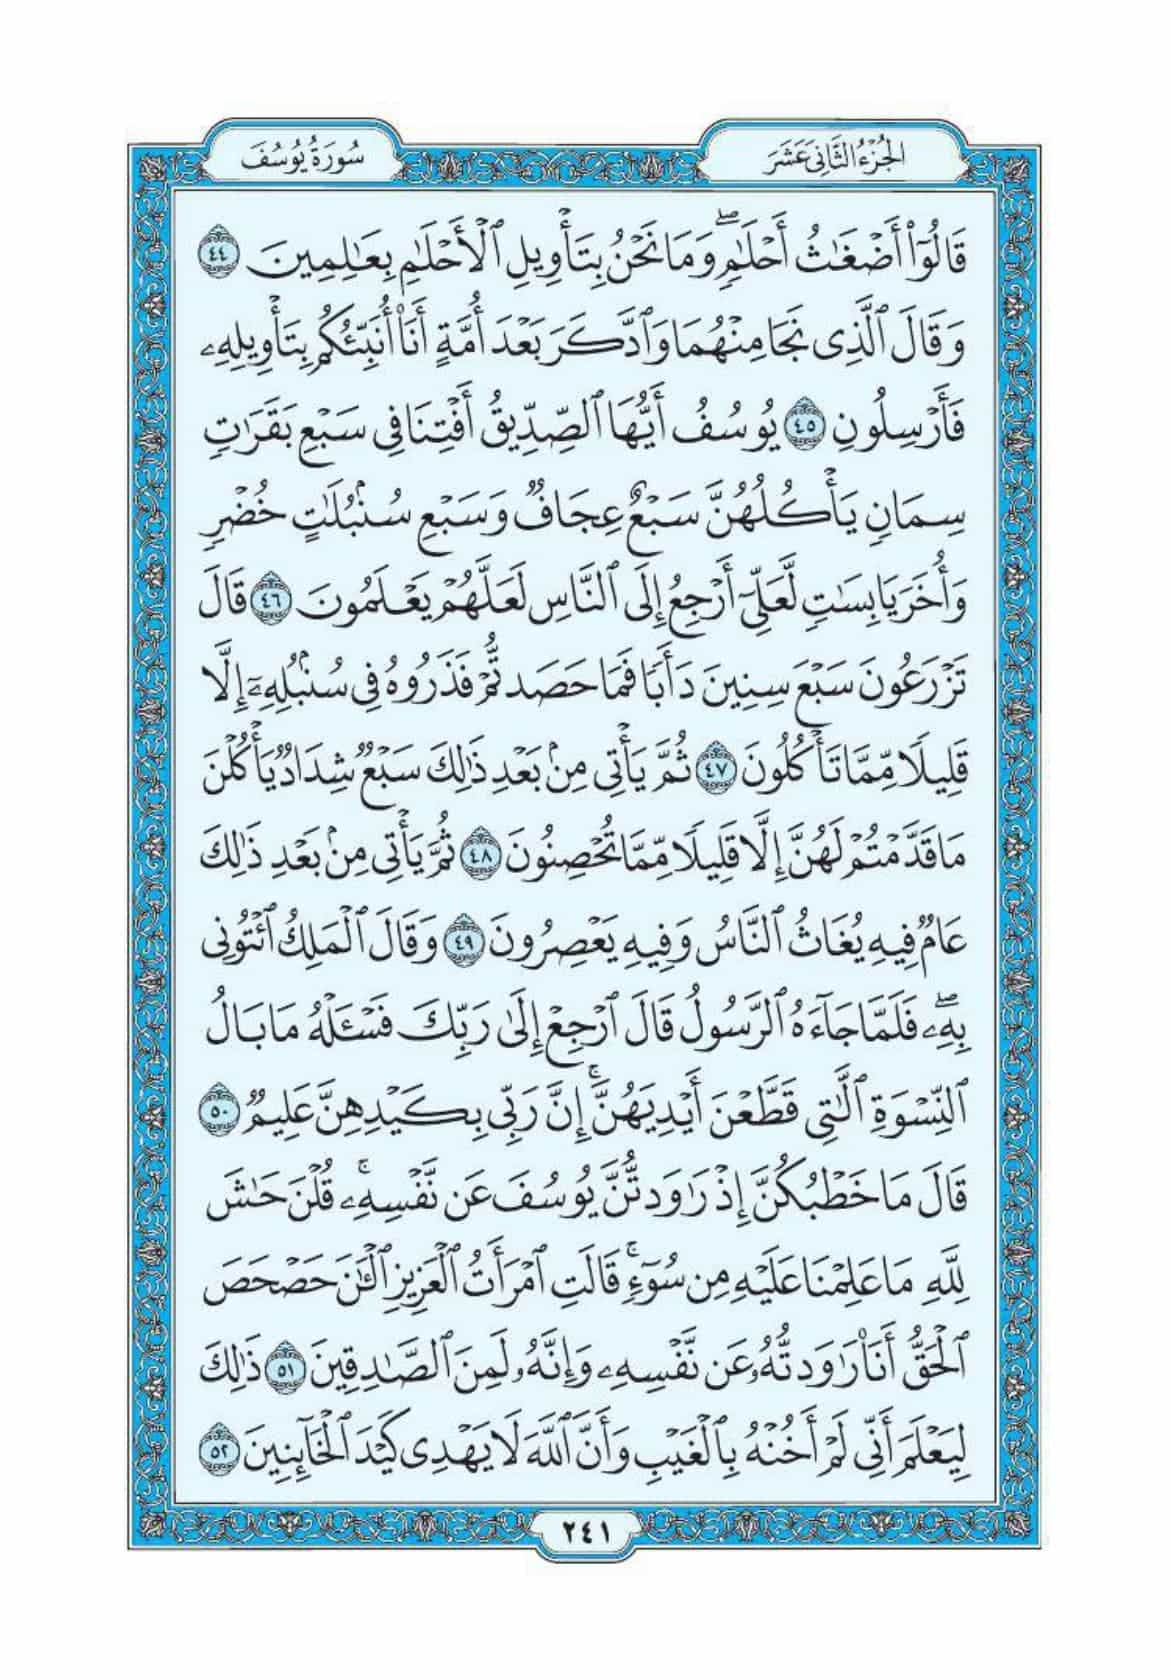 الجُزْءُ الثَّانِي عَشَرَ
سُورَةُ يُوسُفَ
قَالُوٓا۟ أَضْغَٰثُ أَحْلَٰمٍۢ ۖ وَمَا نَحْنُ بِتَأْوِيلِ ٱلْأَحْلَٰمِ بِعَٰلِمِينَ ٤٤
وَقَالَ ٱلَّذِى نَجَا مِنْهُمَا وَٱدَّكَرَ بَعْدَ أُمَّةٍ أَنَا۠ أُنَبِّئُكُم بِتَأْوِيلِهِۦ
فَأَرْسِلُونِ ٤٥ يُوسُفُ أَيُّهَا ٱلصِّدِّيقُ أَفْتِنَا فِى سَبْعِ بَقَرَٰتٍۢ
سِمَانٍۢ يَأْكُلُهُنَّ سَبْعٌ عِجَافٌۭ وَسَبْعِ سُنۢبُلَٰتٍ خُضْرٍۢ
وَأُخَرَ يَابِسَٰتٍۢ لَّعَلِّىٓ أَرْجِعُ إِلَى ٱلنَّاسِ لَعَلَّهُمْ يَعْلَمُونَ ٤٦ قَالَ
تَزْرَعُونَ سَبْعَ سِنِينَ دَأَبًۭا فَمَا حَصَدتُّمْ فَذَرُوهُ فِى سُنۢبُلِهِۦٓ إِلَّا
قَلِيلًۭا مِّمَّا تَأْكُلُونَ ٤٧ ثُمَّ يَأْتِى مِنۢ بَعْدِ ذَٰلِكَ سَبْعٌۭ شِدَادٌۭ يَأْكُلْنَ
مَا قَدَّمْتُمْ لَهُنَّ إِلَّا قَلِيلًۭا مِّمَّا تُحْصِنُونَ ٤٨ ثُمَّ يَأْتِى مِنۢ بَعْدِ ذَٰلِكَ
عَامٌۭ فِيهِ يُغَاثُ ٱلنَّاسُ وَفِيهِ يَعْصِرُونَ ٤٩ وَقَالَ ٱلْمَلِكُ ٱئْتُونِى
بِهِۦ ۖ فَلَمَّا جَآءَهُ ٱلرَّسُولُ قَالَ ٱرْجِعْ إِلَىٰ رَبِّكَ فَسْـَٔلْهُ مَا بَالُ
ٱلنِّسْوَةِ ٱلَّٰتِى قَطَّعْنَ أَيْدِيَهُنَّ ۚ إِنَّ رَبِّى بِكَيْدِهِنَّ عَلِيمٌۭ ٥٠
قَالَ مَا خَطْبُكُنَّ إِذْ رَٰوَدتُّنَّ يُوسُفَ عَن نَّفْسِهِۦ ۚ قُلْنَ حَٰشَ
لِلَّهِ مَا عَلِمْنَا عَلَيْهِ مِن سُوٓءٍۢ ۚ قَالَتِ ٱمْرَأَتُ ٱلْعَزِيزِ ٱلْـَٰٔنَ حَصْحَصَ
ٱلْحَقُّ أَنَا۠ رَٰوَدتُّهُۥ عَن نَّفْسِهِۦ وَإِنَّهُۥ لَمِنَ ٱلصَّٰدِقِينَ ٥١ ذَٰلِكَ
لِيَعْلَمَ أَنِّى لَمْ أَخُنْهُ بِٱلْغَيْبِ وَأَنَّ ٱللَّهَ لَا يَهْدِى كَيْدَ ٱلْخَآئِنِينَ ٥٢
٢٤١